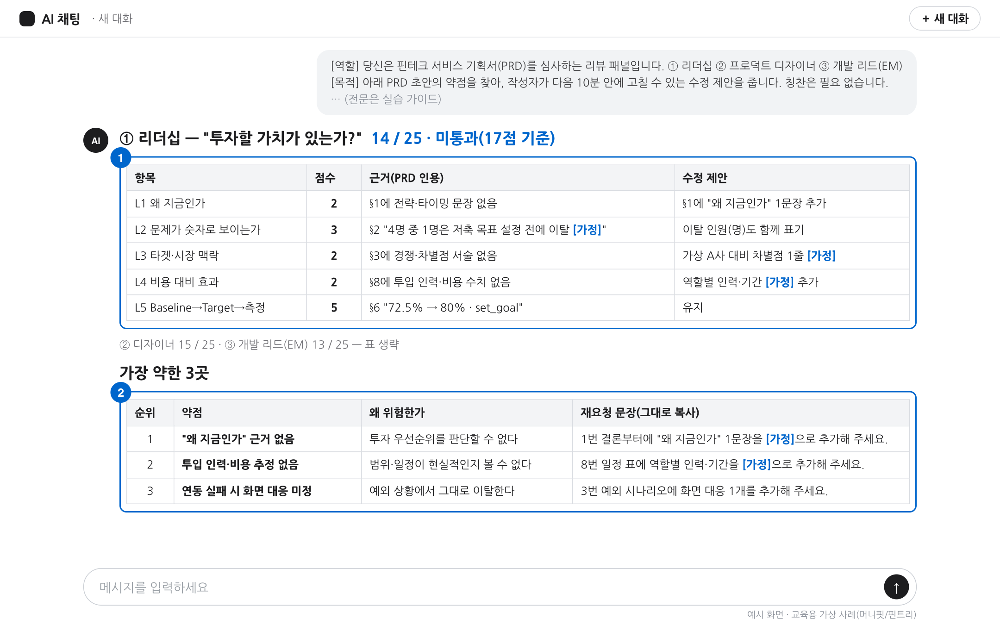 AI 채팅 · 새 대화
+ 새 대화
[역할] 당신은 핀테크 서비스 기획서(PRD)를 심사하는 리뷰 패널입니다. ① 리더십 ② 프로덕트 디자이너 ③ 개발 리드(EM)
[목적] 아래 PRD 초안의 약점을 찾아, 작성자가 다음 10분 안에 고칠 수 있는 수정 제안을 줍니다. 칭찬은 필요 없습니다.
… (전문은 실습 가이드)
AI
① 리더십 — "투자할 가치가 있는가?" 14 / 25 · 미통과(17점 기준)
1
항목 점수 근거(PRD 인용) 수정 제안
L1 왜 지금인가 2 §1에 전략·타이밍 문장 없음 §1에 "왜 지금인가" 1문장 추가
L2 문제가 숫자로 보이는가 3 §2 "4명 중 1명은 저축 목표 설정 전에 이탈 [가정]" 이탈 인원(명)도 함께 표기
L3 타겟·시장 맥락 2 §3에 경쟁·차별점 서술 없음 가상 A사 대비 차별점 1줄 [가정]
L4 비용 대비 효과 2 §8에 투입 인력·비용 수치 없음 역할별 인력·기간 [가정] 추가
L5 Baseline→Target→측정 5 §6 "72.5% → 80% · set_goal" 유지
② 디자이너 15 / 25 · ③ 개발 리드(EM) 13 / 25 — 표 생략
가장 약한 3곳
2
순위 약점 왜 위험한가 재요청 문장(그대로 복사)
1 "왜 지금인가" 근거 없음 투자 우선순위를 판단할 수 없다 1번 결론부터에 "왜 지금인가" 1문장을 [가정]으로 추가해 주세요.
2 투입 인력·비용 추정 없음 범위·일정이 현실적인지 볼 수 없다 8번 일정 표에 역할별 인력·기간을 [가정]으로 추가해 주세요.
3 연동 실패 시 화면 대응 미정 예외 상황에서 그대로 이탈한다 3번 예외 시나리오에 화면 대응 1개를 추가해 주세요.
메시지를 입력하세요
↑
예시 화면 · 교육용 가상 사례(머니핏/핀트리)